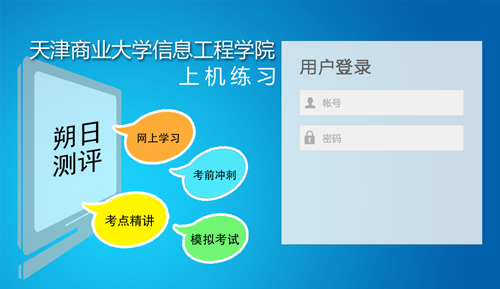 天津商业大学信息工程学院
上机练习
朔日
测评
网上学习
考前冲刺
考点精讲
模拟考试
用户登录
帐号
密码